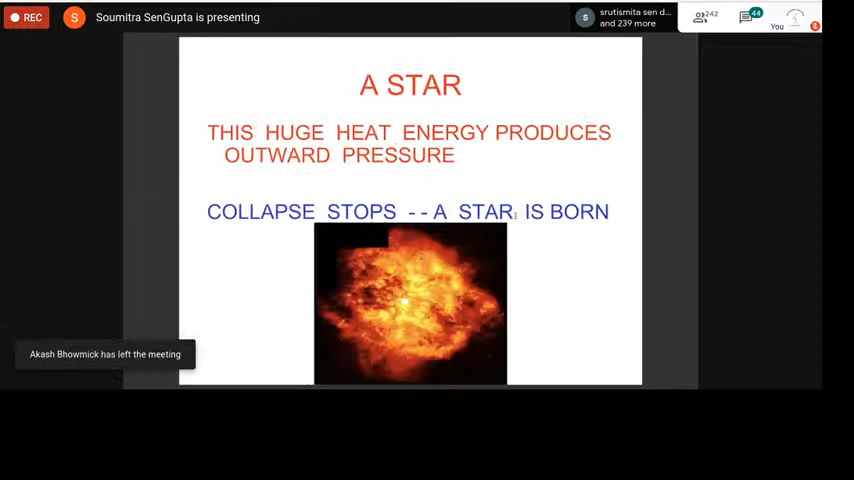 REC
S
Soumitra SenGupta is presenting
S
srutismita sen d...
and 239 more
242
44
You
A STAR
THIS HUGE HEAT ENERGY PRODUCES
OUTWARD PRESSURE
COLLAPSE STOPS -- A STAR IS BORN
Akash Bhowmick has left the meeting